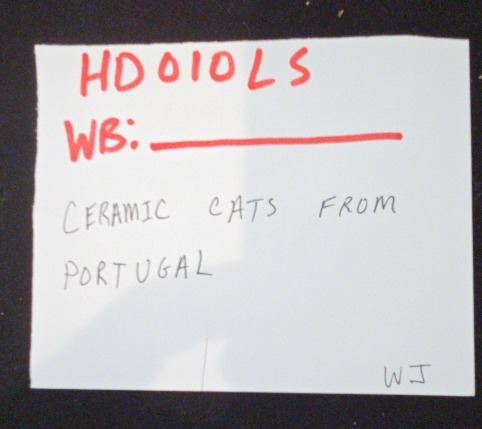 HD010LS
WB:
CERAMIC CATS FROM
PORTUGAL
WJ